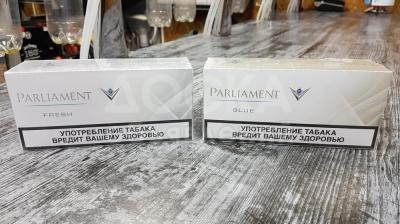 PARLIAMENT
FRESH
УПОТРЕБЛЕНИЕ ТАБАКА
ВРЕДИТ ВАШЕМУ ЗДОРОВЬЮ
PARLIAMENT
BLUE
УПОТРЕБЛЕНИЕ ТАБАКА
ВРЕДИТ ВАШЕМУ ЗДОРОВЬЮ